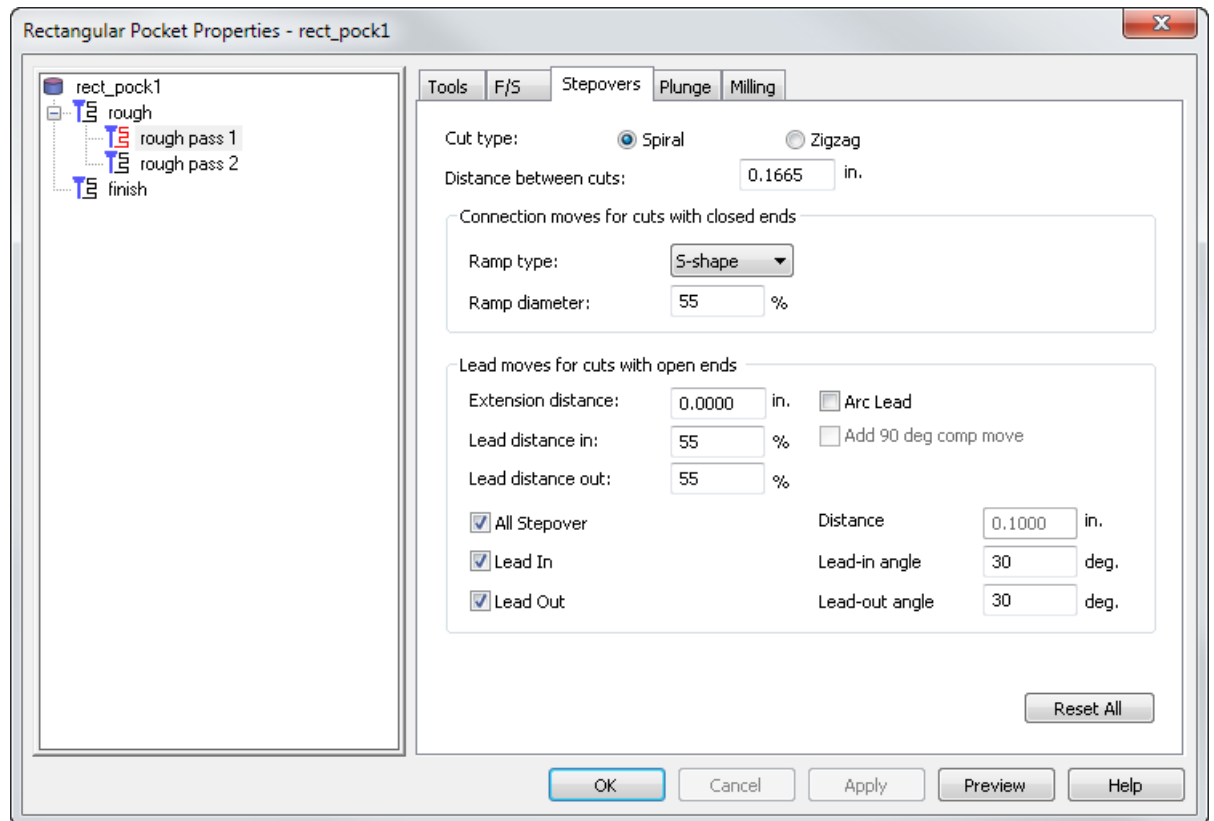 Rectangular Pocket Properties - rect_pock1
rect_pock1
rough
rough pass 1
rough pass 2
finish
Tools F/S Stepovers Plunge Milling
Cut type: Spiral Zigzag
Distance between cuts: 0.1665 in.
Connection moves for cuts with closed ends
Ramp type: S-shape
Ramp diameter: 55 %
Lead moves for cuts with open ends
Extension distance: 0.0000 in. Arc Lead
Lead distance in: 55 % Add 90 deg comp move
Lead distance out: 55 %
All Stepover Distance 0.1000 in.
Lead In Lead-in angle 30 deg.
Lead Out Lead-out angle 30 deg.
Reset All
OK Cancel Apply Preview Help